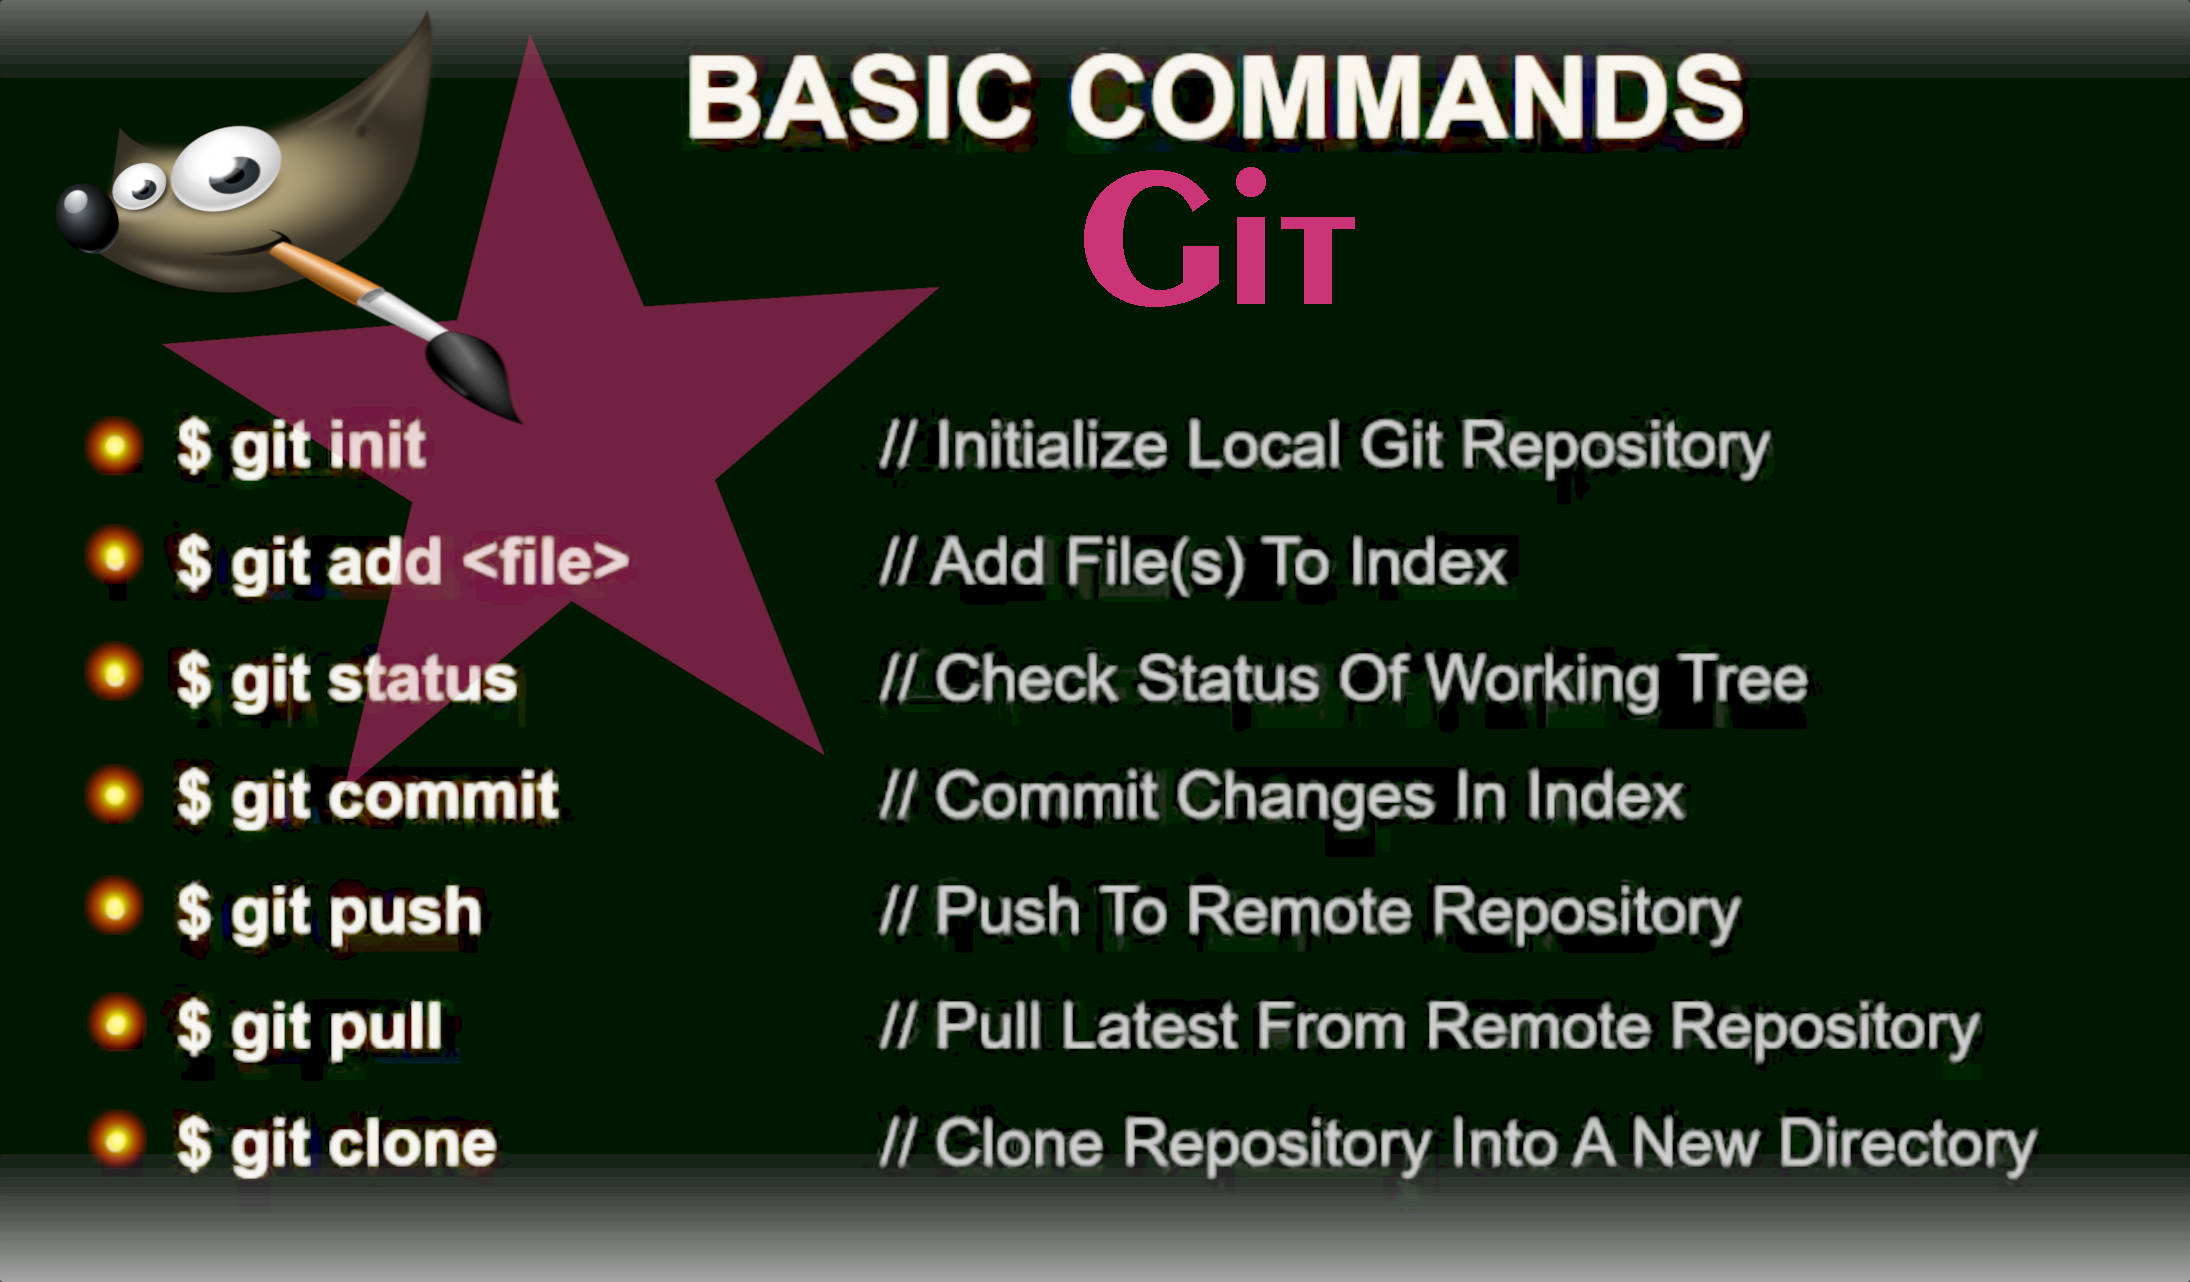 BASIC COMMANDS
Git
$ git init // Initialize Local Git Repository
$ git add <file> // Add File(s) To Index
$ git status // Check Status Of Working Tree
$ git commit // Commit Changes In Index
$ git push // Push To Remote Repository
$ git pull // Pull Latest From Remote Repository
$ git clone // Clone Repository Into A New Directory